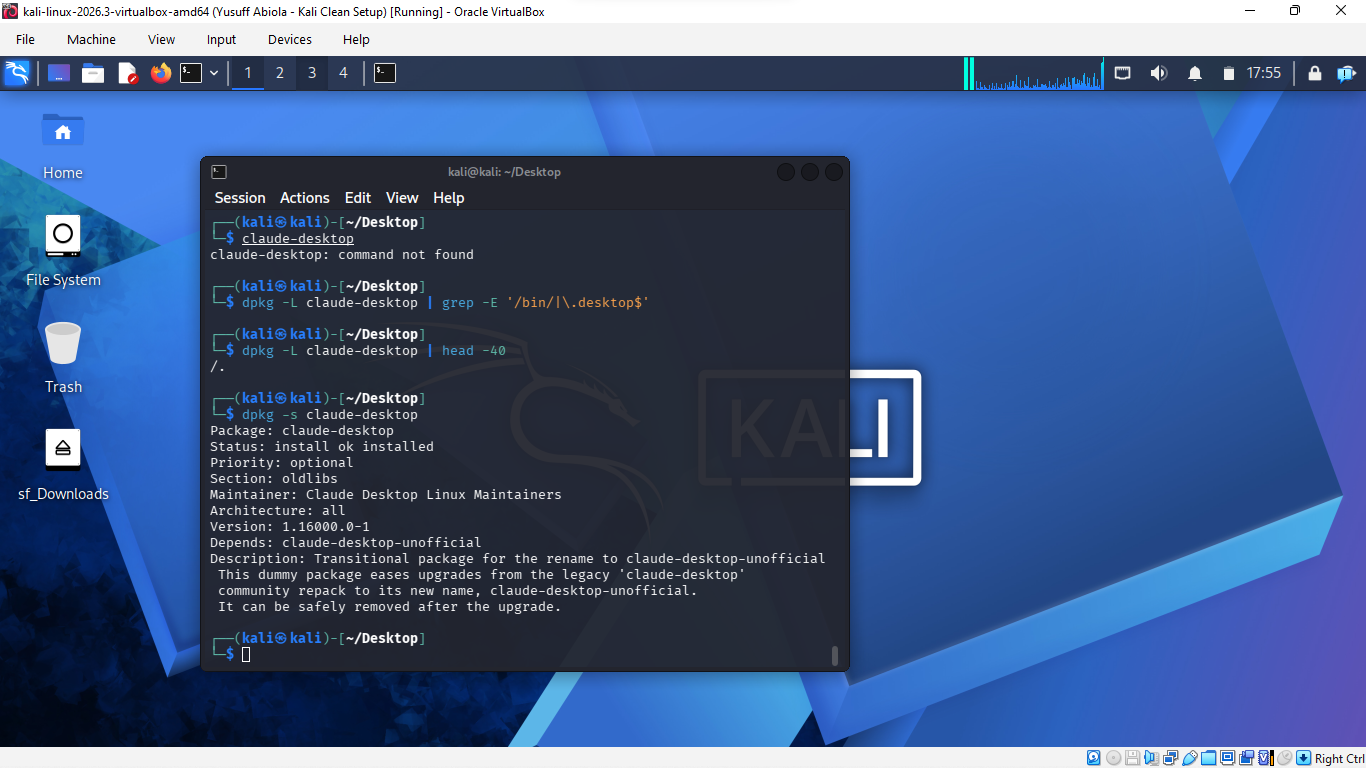 kali-linux-2026.3-virtualbox-amd64 (Yusuff Abiola - Kali Clean Setup) [Running] - Oracle VirtualBox
File Machine View Input Devices Help
1 2 3 4 17:55
Home
File System
Trash
sf_Downloads
kali@kali: ~/Desktop
Session Actions Edit View Help
┌──(kali㉿kali)-[~/Desktop]
└─$ claude-desktop
claude-desktop: command not found
┌──(kali㉿kali)-[~/Desktop]
└─$ dpkg -L claude-desktop | grep -E '/bin/|\.desktop$'
┌──(kali㉿kali)-[~/Desktop]
└─$ dpkg -L claude-desktop | head -40
/.
┌──(kali㉿kali)-[~/Desktop]
└─$ dpkg -s claude-desktop
Package: claude-desktop
Status: install ok installed
Priority: optional
Section: oldlibs
Maintainer: Claude Desktop Linux Maintainers
Architecture: all
Version: 1.16000.0-1
Depends: claude-desktop-unofficial
Description: Transitional package for the rename to claude-desktop-unofficial
 This dummy package eases upgrades from the legacy 'claude-desktop'
 community repack to its new name, claude-desktop-unofficial.
 It can be safely removed after the upgrade.
┌──(kali㉿kali)-[~/Desktop]
└─$
KALI
Right Ctrl